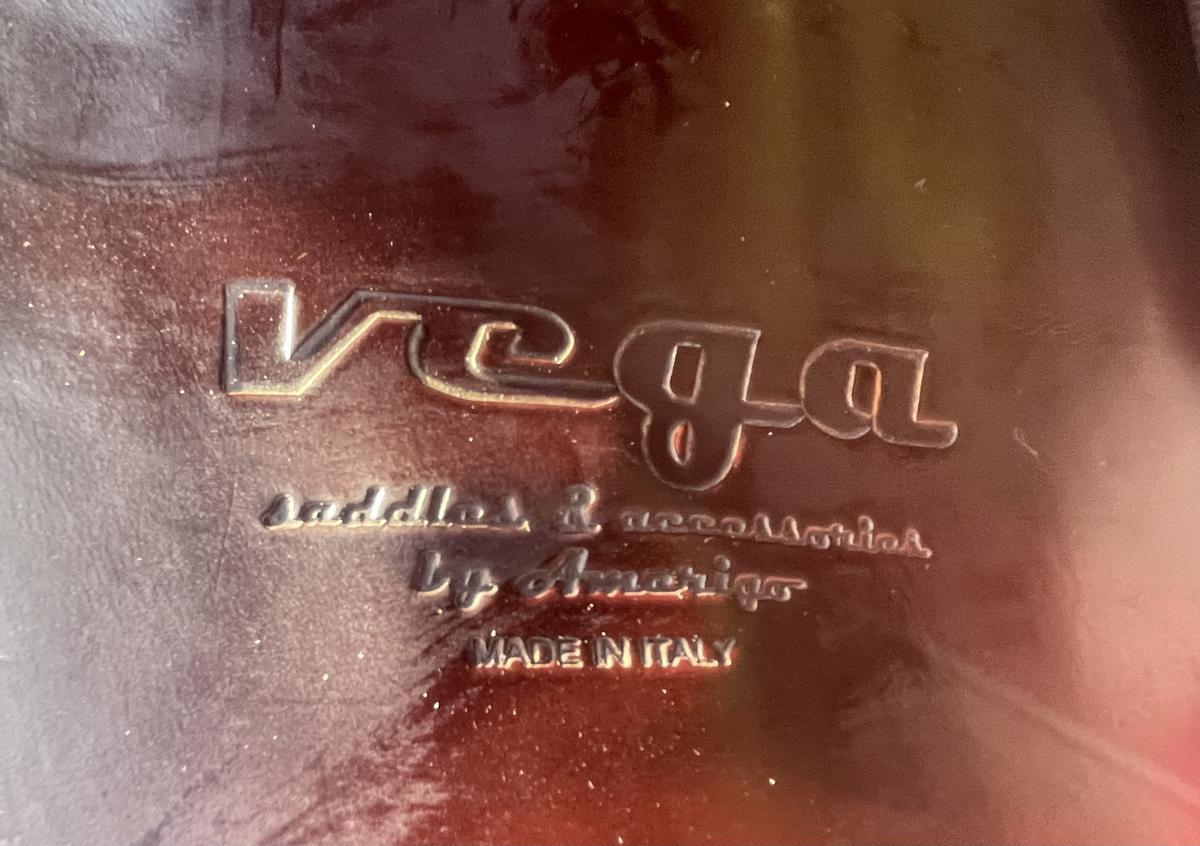 vega
saddles & accessories
by Amerigo
MADE IN ITALY